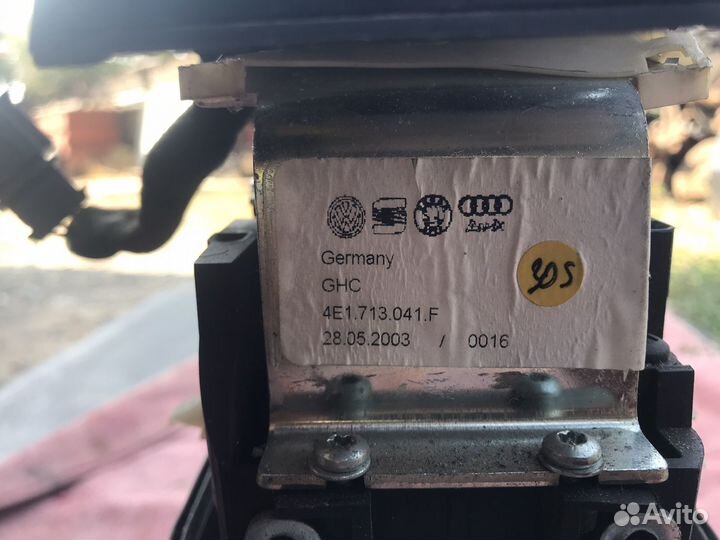 Germany
GHC
4E1.713.041.F
28.05.2003 / 0016
Avito